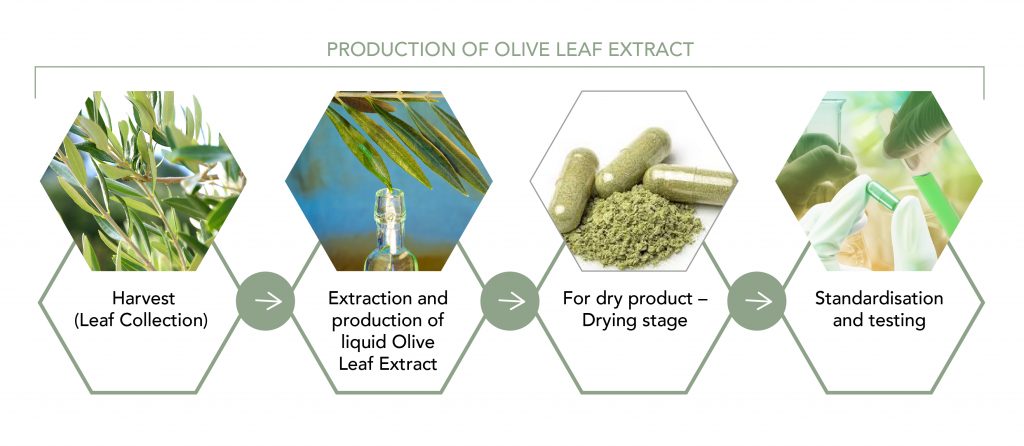 PRODUCTION OF OLIVE LEAF EXTRACT
Harvest
(Leaf Collection)
Extraction and
production of
liquid Olive
Leaf Extract
For dry product –
Drying stage
Standardisation
and testing